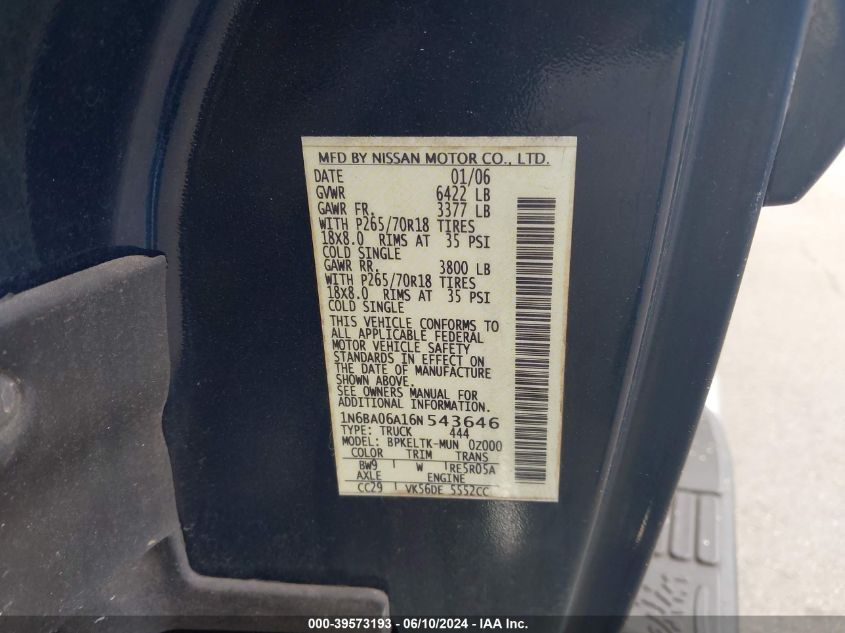 MFD BY NISSAN MOTOR CO., LTD.
DATE 01/06
GVWR 6422 LB
GAWR FR. 3377 LB
WITH P265/70R18 TIRES
18X8.0 RIMS AT 35 PSI
COLD SINGLE
GAWR RR. 3800 LB
WITH P265/70R18 TIRES
18X8.0 RIMS AT 35 PSI
COLD SINGLE
THIS VEHICLE CONFORMS TO
ALL APPLICABLE FEDERAL
MOTOR VEHICLE SAFETY
STANDARDS IN EFFECT ON
THE DATE OF MANUFACTURE
SHOWN ABOVE.
SEE OWNERS MANUAL FOR
ADDITIONAL INFORMATION.
1N6BA06A16N543646
TYPE: TRUCK 444
MODEL: BPKELTK-MUN 0Z000
COLOR TRIM TRANS
BW9 W RE5R05A
AXLE ENGINE
CC29 VK56DE 5552CC
000-39573193 - 06/10/2024 - IAA Inc.